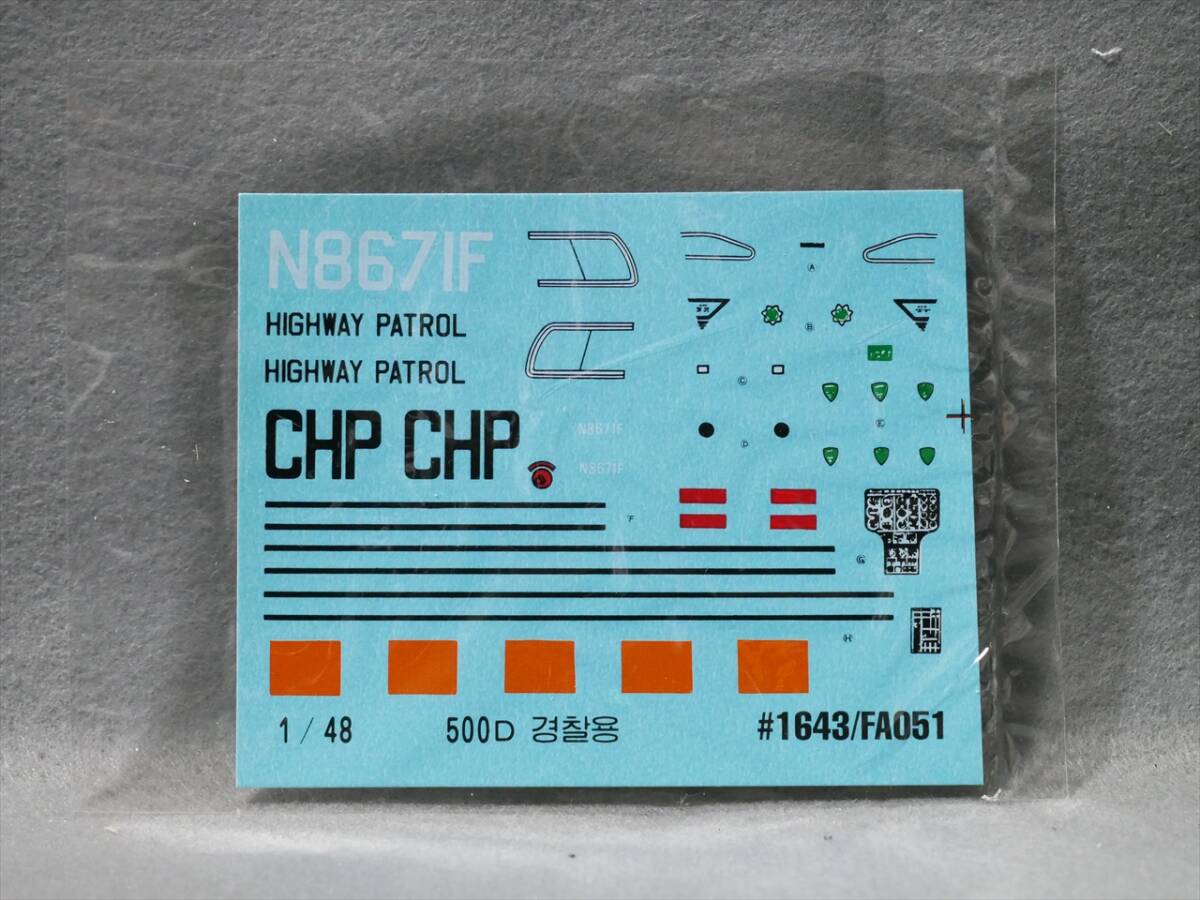 N8671F
HIGHWAY PATROL
HIGHWAY PATROL
CHP CHP
N8671F
N8671F
A
B
C
D
E
F
G
H
1/48 500D 경찰용 #1643/FA051